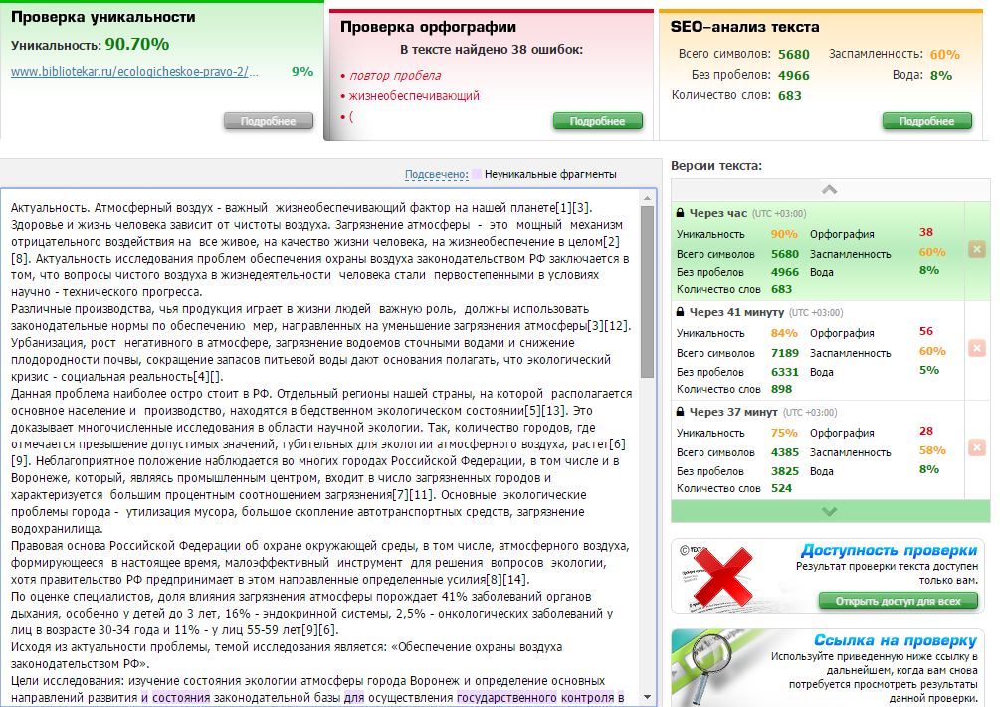 Проверка уникальности
Уникальность: 90.70%
www.bibliotekar.ru/ecologicheskoe-pravo-2/... 9%
Подробнее
Проверка орфографии
В тексте найдено 38 ошибок:
• повтор пробела
• жизнеобеспечивающий
• (
Подробнее
SEO-анализ текста
Всего символов: 5680 Заспамленность: 60%
Без пробелов: 4966 Вода: 8%
Количество слов: 683
Подробнее
Подсвечено: Неуникальные фрагменты
Актуальность. Атмосферный воздух - важный жизнеобеспечивающий фактор на нашей планете[1][3].
Здоровье и жизнь человека зависит от чистоты воздуха. Загрязнение атмосферы - это мощный механизм
отрицательного воздействия на все живое, на качество жизни человека, на жизнеобеспечение в целом[2]
[8]. Актуальность исследования проблем обеспечения охраны воздуха законодательством РФ заключается в
том, что вопросы чистого воздуха в жизнедеятельности человека стали первостепенными в условиях
научно - технического прогресса.
Различные производства, чья продукция играет в жизни людей важную роль, должны использовать
законодательные нормы по обеспечению мер, направленных на уменьшение загрязнения атмосферы[3][12].
Урбанизация, рост негативного в атмосфере, загрязнение водоемов сточными водами и снижение
плодородности почвы, сокращение запасов питьевой воды дают основания полагать, что экологический
кризис - социальная реальность[4][].
Данная проблема наиболее остро стоит в РФ. Отдельный регионы нашей страны, на которой располагается
основное население и производство, находятся в бедственном экологическом состоянии[5][13]. Это
доказывает многочисленные исследования в области научной экологии. Так, количество городов, где
отмечается превышение допустимых значений, губительных для экологии атмосферного воздуха, растет[6]
[9]. Неблагоприятное положение наблюдается во многих городах Российской Федерации, в том числе и в
Воронеже, который, являясь промышленным центром, входит в число загрязненных городов и
характеризуется большим процентным соотношением загрязнения[7][11]. Основные экологические
проблемы города - утилизация мусора, большое скопление автотранспортных средств, загрязнение
водохранилища.
Правовая основа Российской Федерации об охране окружающей среды, в том числе, атмосферного воздуха,
формирующееся в настоящее время, малоэффективный инструмент для решения вопросов экологии,
хотя правительство РФ предпринимает в этом направленные определенные усилия[8][14].
По оценке специалистов, доля влияния загрязнения атмосферы порождает 41% заболеваний органов
дыхания, особенно у детей до 3 лет, 16% - эндокринной системы, 2,5% - онкологических заболеваний у
лиц в возрасте 30-34 года и 11% - у лиц 55-59 лет[9][6].
Исходя из актуальности проблемы, темой исследования является: «Обеспечение охраны воздуха
законодательством РФ».
Цели исследования: изучение состояния экологии атмосферы города Воронеж и определение основных
направлений развития и состояния законодательной базы для осуществления государственного контроля в
Версии текста:
Через час (UTC +03:00)
Уникальность 90% Орфография 38
Всего символов 5680 Заспамленность 60%
Без пробелов 4966 Вода 8%
Количество слов 683
Через 41 минуту (UTC +03:00)
Уникальность 84% Орфография 56
Всего символов 7189 Заспамленность 60%
Без пробелов 6331 Вода 5%
Количество слов 898
Через 37 минут (UTC +03:00)
Уникальность 75% Орфография 28
Всего символов 4385 Заспамленность 58%
Без пробелов 3825 Вода 8%
Количество слов 524
Доступность проверки
Результат проверки текста доступен
только вам.
Открыть доступ для всех
Ссылка на проверку
Используйте приведенную ниже ссылку в
дальнейшем, когда вам снова
потребуется просмотреть результаты
данной проверки.